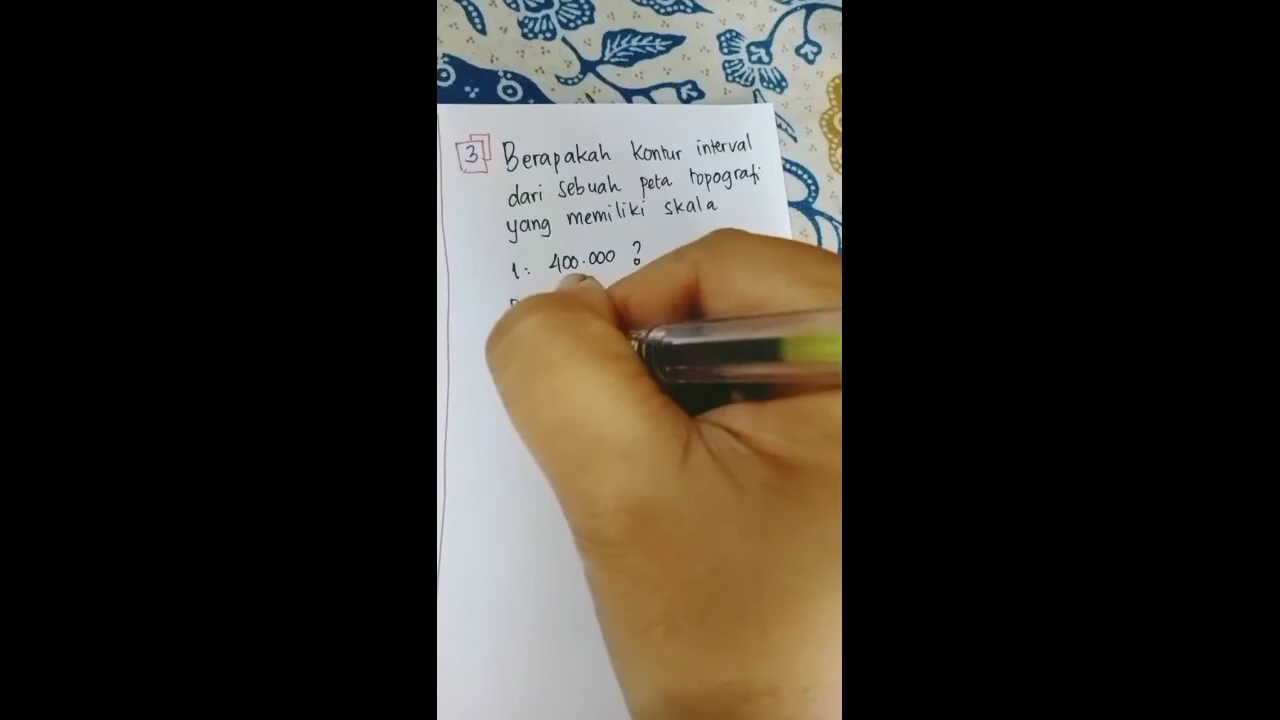 3 Berapakah kontur interval
dari sebuah peta topografi
yang memiliki skala
1: 400.000 ?